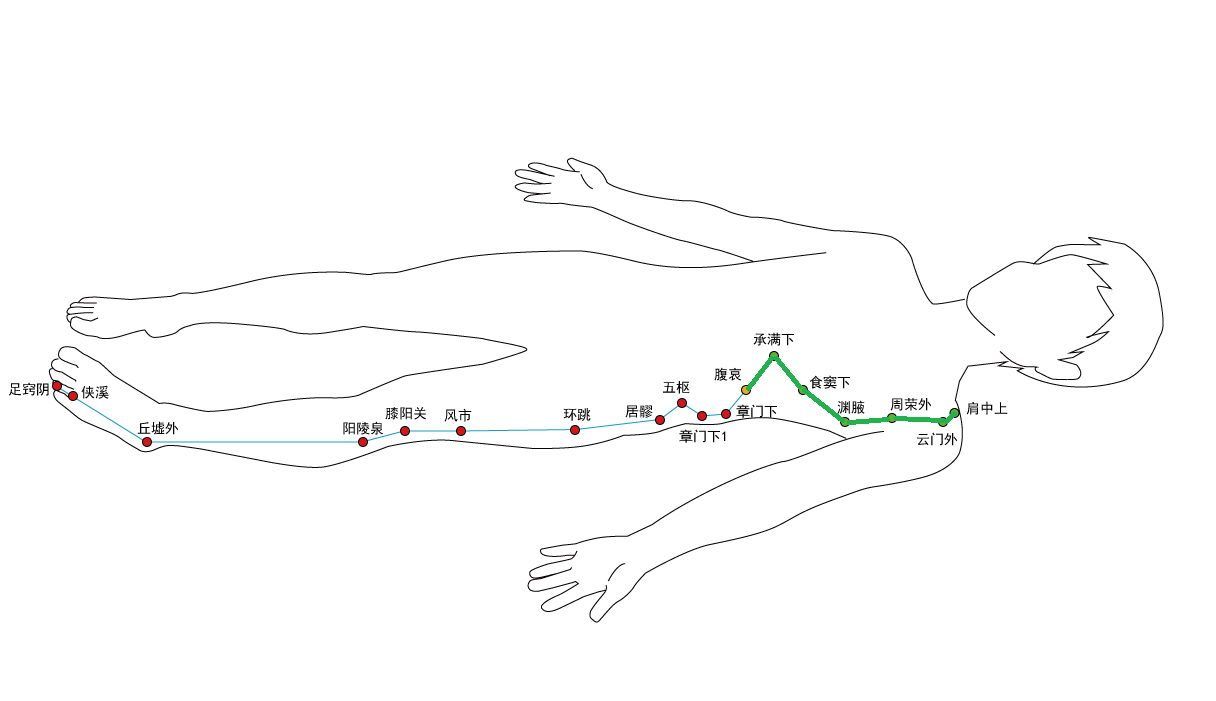 承满下
腹哀
食窦下
足窍阴
侠溪
五枢
渊腋
周荣外
肩中上
膝阳关
风市
环跳
居髎
章门下
丘墟外
阳陵泉
章门下1
云门外